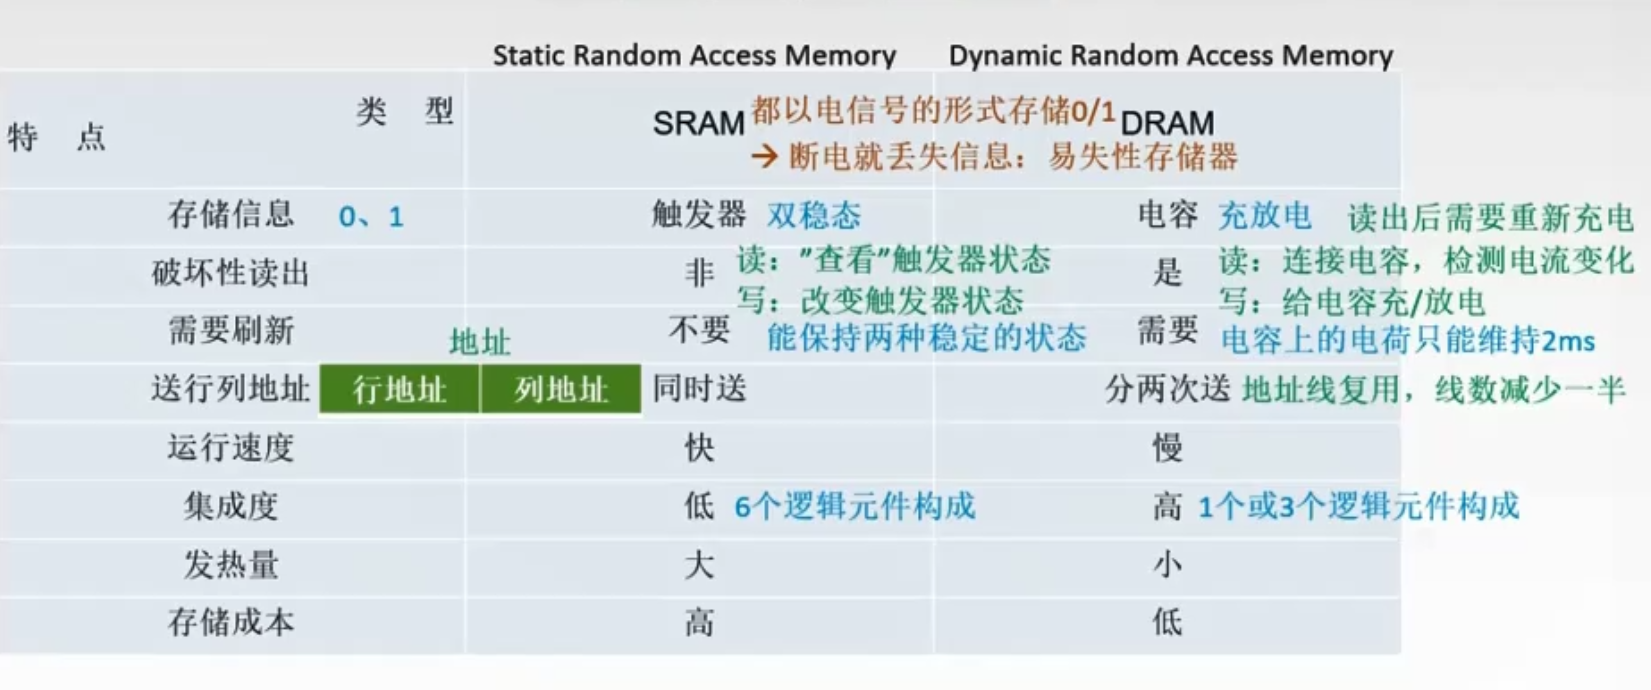 Static Random Access Memory Dynamic Random Access Memory
类 型
特 点
SRAM 都以电信号的形式存储0/1 DRAM
→ 断电就丢失信息：易失性存储器
存储信息 0、1 触发器 双稳态 电容 充放电 读出后需要重新充电
破坏性读出 非 读："查看"触发器状态 是 读：连接电容，检测电流变化
写：改变触发器状态 写：给电容充/放电
需要刷新 不要 能保持两种稳定的状态 需要 电容上的电荷只能维持2ms
地址
送行列地址 行地址 列地址 同时送 分两次送 地址线复用，线数减少一半
运行速度 快 慢
集成度 低 6个逻辑元件构成 高 1个或3个逻辑元件构成
发热量 大 小
存储成本 高 低